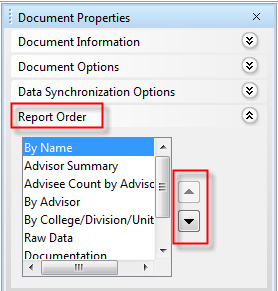 Document Properties
Document Information
Document Options
Data Synchronization Options
Report Order
By Name
Advisor Summary
Advisee Count by Advisc
By Advisor
By College/Division/Unit
Raw Data
Documentation